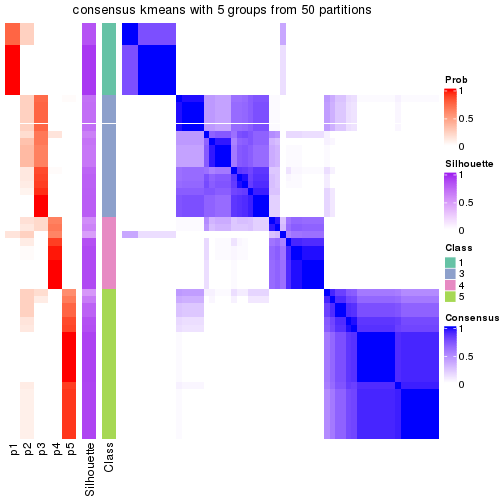 consensus kmeans with 5 groups from 50 partitions
Prob
1
0.5
0
Silhouette
1
0.5
0
Class
1
3
4
5
Consensus
1
0.5
0
p1
p2
p3
p4
p5
Silhouette
Class